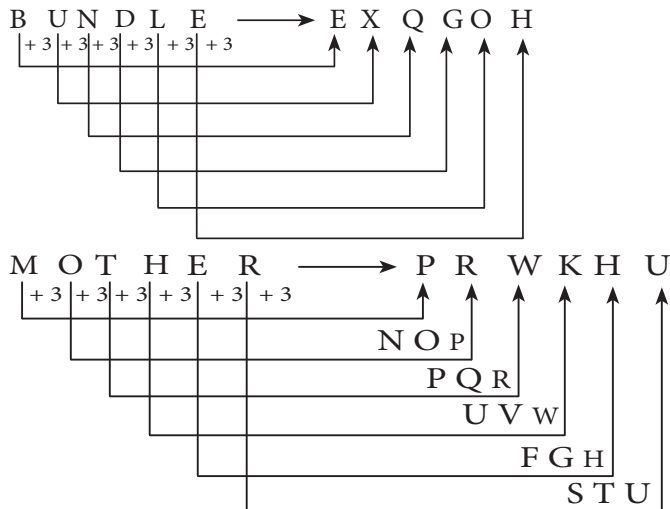 B U N D L E E X Q G O H
+ 3 + 3 + 3 + 3 + 3 + 3
M O T H E R P R W K H U
+ 3 + 3 + 3 + 3 + 3 + 3
N O P
P Q R
U V W
F G H
S T U